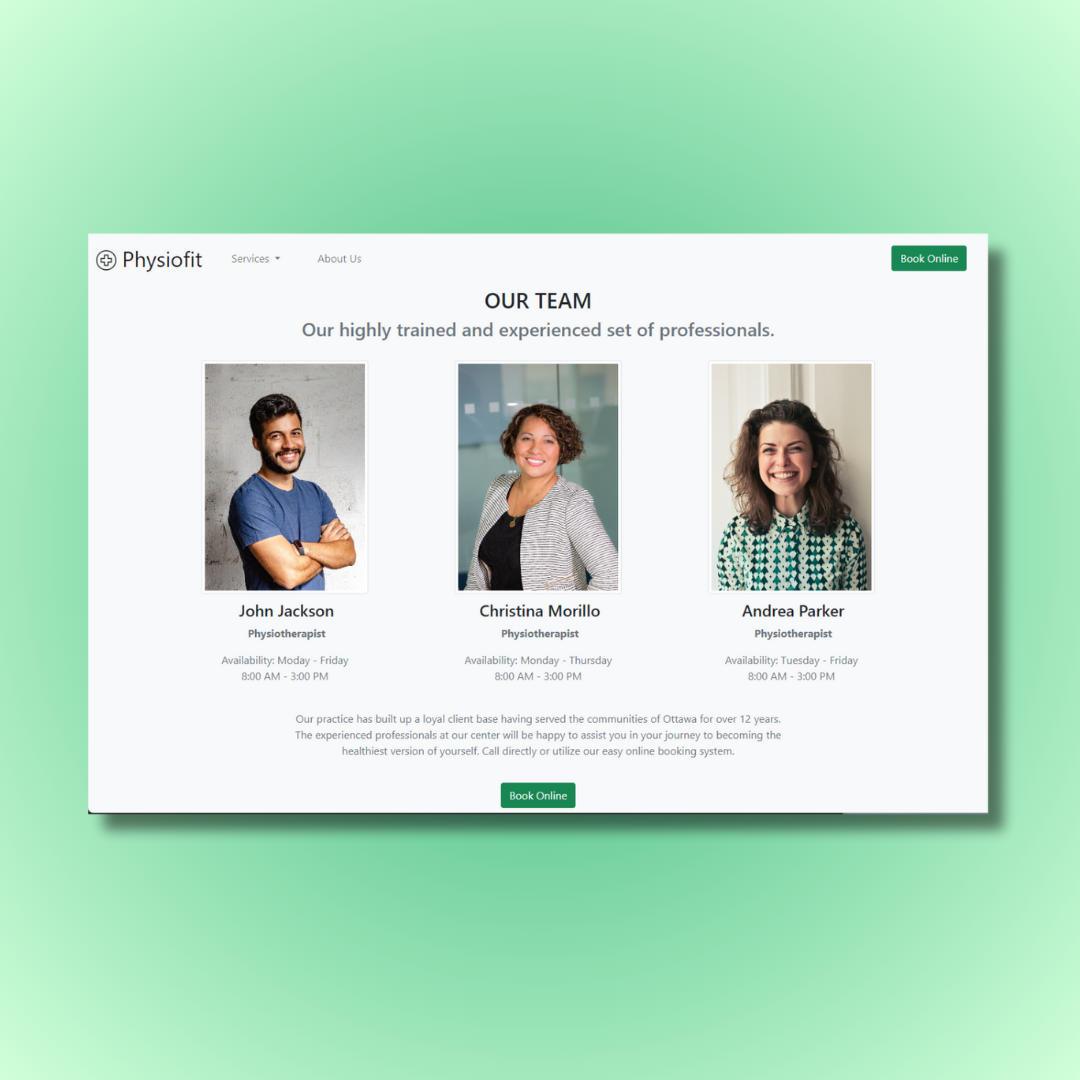 Physiofit
Services
About Us
Book Online
OUR TEAM
Our highly trained and experienced set of professionals.
John Jackson
Physiotherapist
Availability: Moday - Friday
8:00 AM - 3:00 PM
Christina Morillo
Physiotherapist
Availability: Monday - Thursday
8:00 AM - 3:00 PM
Andrea Parker
Physiotherapist
Availability: Tuesday - Friday
8:00 AM - 3:00 PM
Our practice has built up a loyal client base having served the communities of Ottawa for over 12 years.
The experienced professionals at our center will be happy to assist you in your journey to becoming the
healthiest version of yourself. Call directly or utilize our easy online booking system.
Book Online